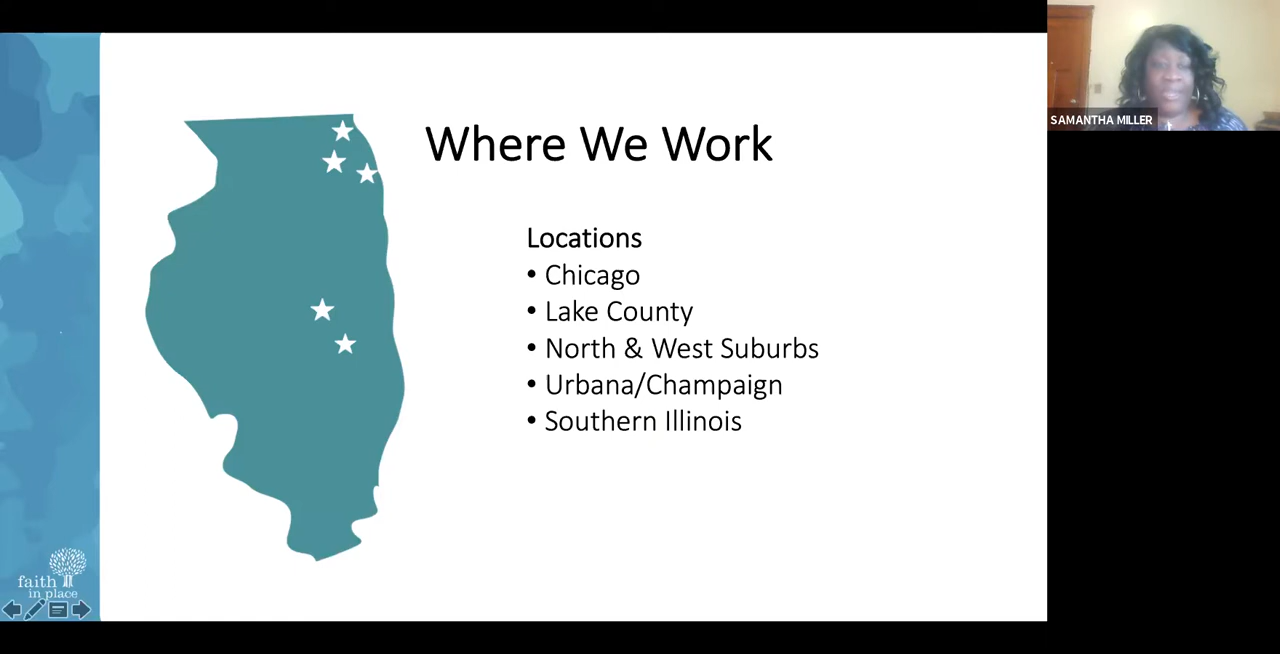 Where We Work
Locations
• Chicago
• Lake County
• North & West Suburbs
• Urbana/Champaign
• Southern Illinois
faith
in place
SAMANTHA MILLER